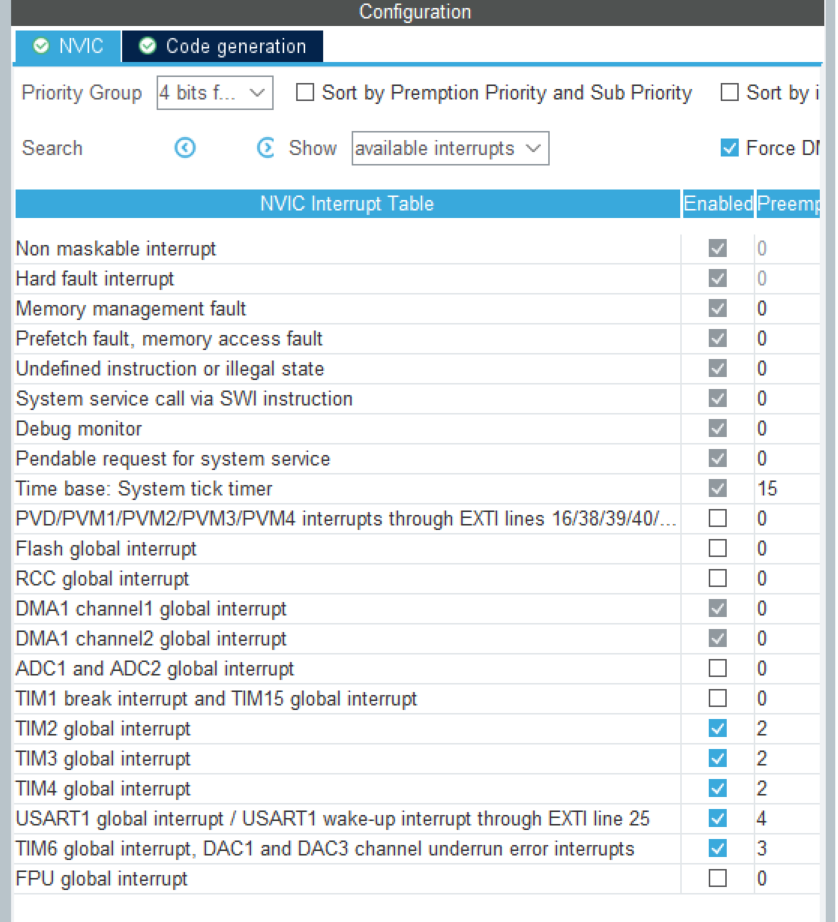 Configuration
NVIC Code generation
Priority Group 4 bits f... Sort by Premption Priority and Sub Priority Sort by i
Search Show available interrupts Force DM
NVIC Interrupt Table Enabled Preemp
Non maskable interrupt 0
Hard fault interrupt 0
Memory management fault 0
Prefetch fault, memory access fault 0
Undefined instruction or illegal state 0
System service call via SWI instruction 0
Debug monitor 0
Pendable request for system service 0
Time base: System tick timer 15
PVD/PVM1/PVM2/PVM3/PVM4 interrupts through EXTI lines 16/38/39/40/... 0
Flash global interrupt 0
RCC global interrupt 0
DMA1 channel1 global interrupt 0
DMA1 channel2 global interrupt 0
ADC1 and ADC2 global interrupt 0
TIM1 break interrupt and TIM15 global interrupt 0
TIM2 global interrupt 2
TIM3 global interrupt 2
TIM4 global interrupt 2
USART1 global interrupt / USART1 wake-up interrupt through EXTI line 25 4
TIM6 global interrupt, DAC1 and DAC3 channel underrun error interrupts 3
FPU global interrupt 0